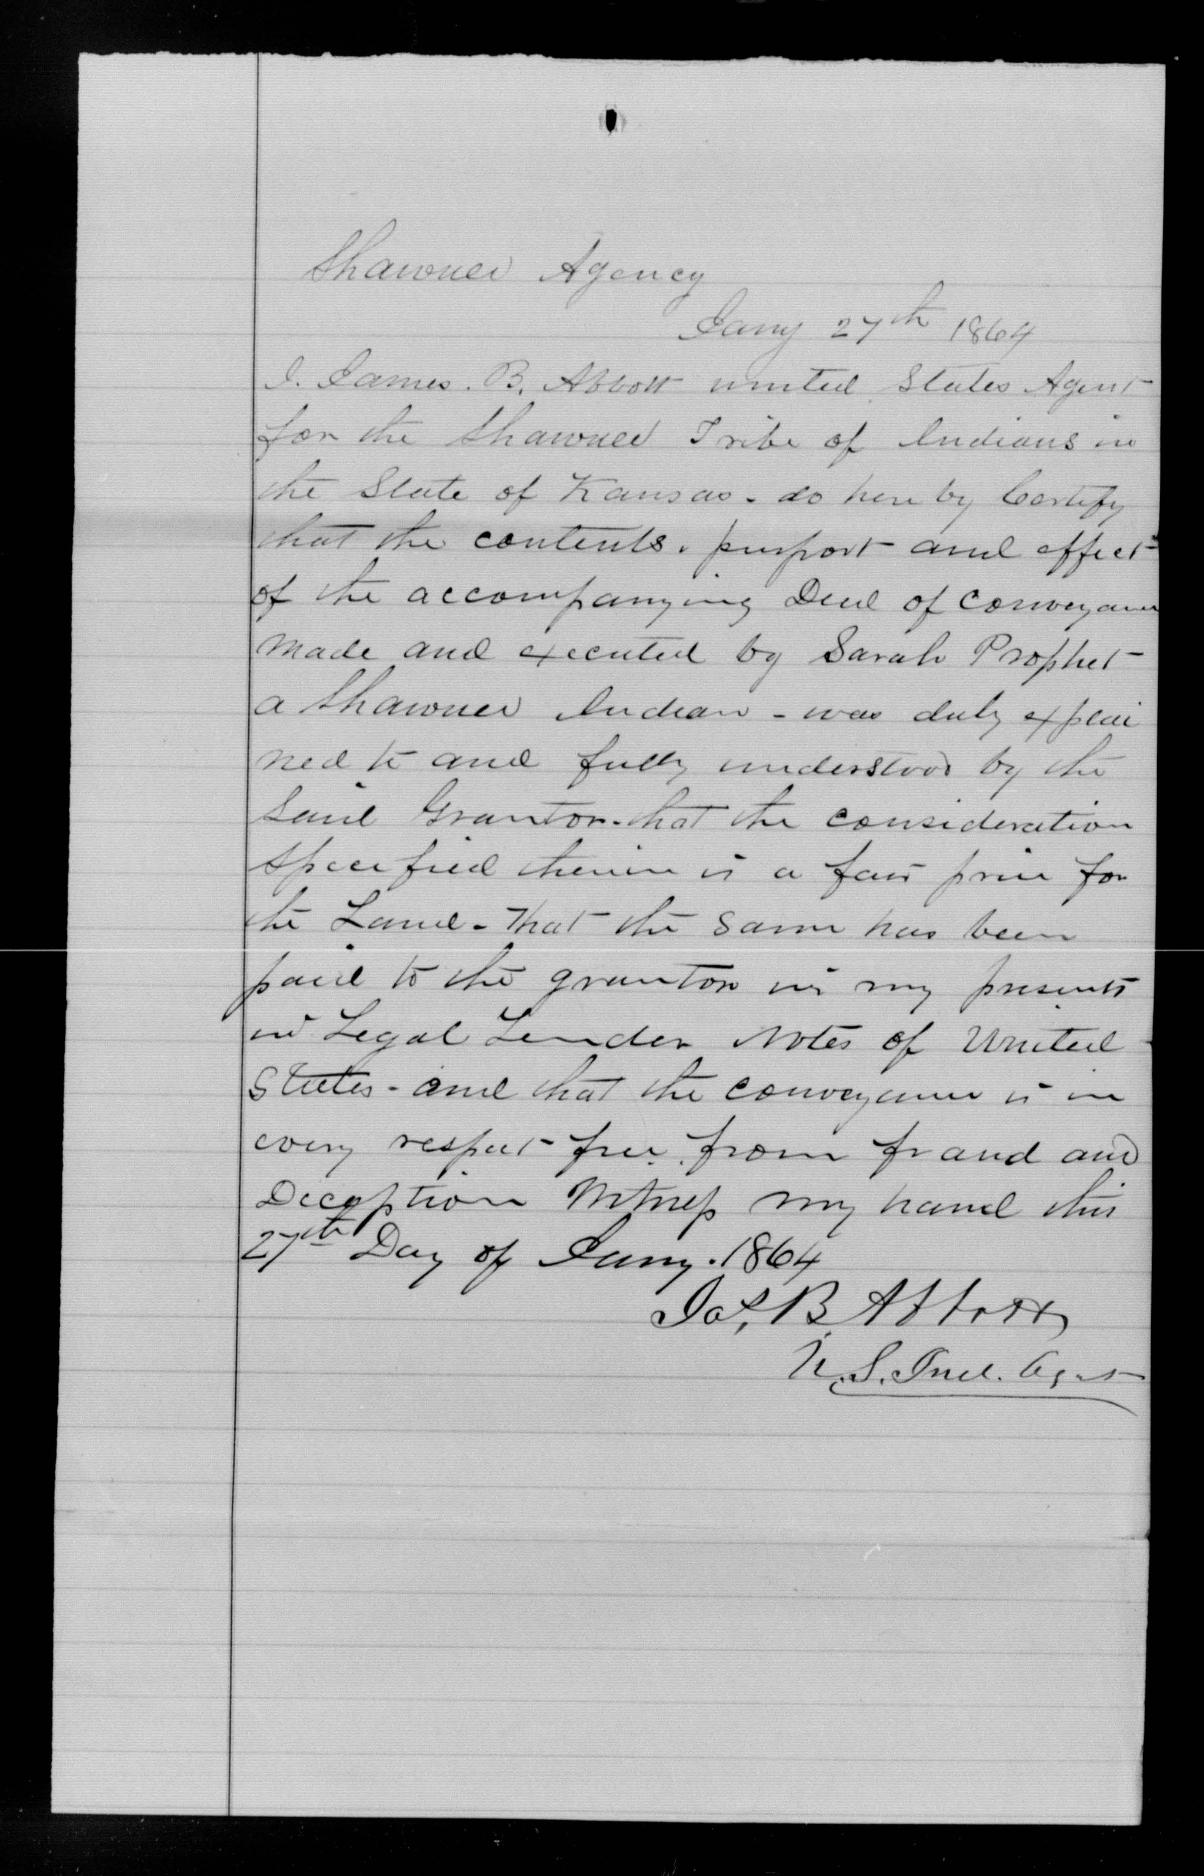 Shawnee Agency
Jany 27th 1864
I. James. B. Abbott United States Agent
for the Shawnee Tribe of Indians in
the State of Kansas - do here by Certify
that the contents. purport and effect
of the accompanying Deed of Conveyance
made and executed by Sarah Prophet
a Shawnee Indian - was duly explai
ned to and fully understood by the
Said Grantor - that the consideration
specified therein is a fair price for
the Land - That the same has been
paid to the grantor in my presents
in Legal Tender Notes of United
States - and that the conveyance is in
every respect free from fraud and
Deception Witness my hand this
27th Day of Jany. 1864
Jas. B. Abbott
U.S. Ind. Agent